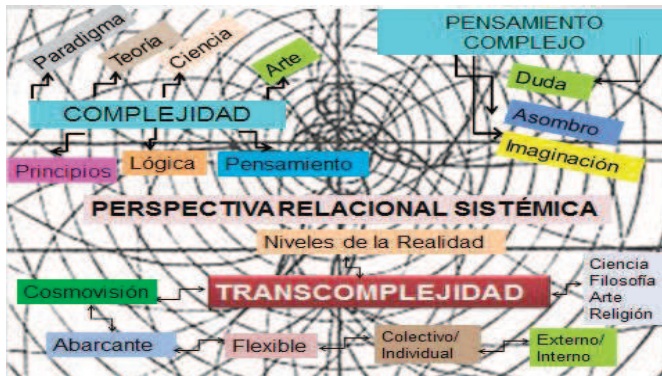 Paradigma
Teoría
Ciencia
Arte
COMPLEJIDAD
Principios
Lógica
Pensamiento
PENSAMIENTO
COMPLEJO
Duda
Asombro
Imaginación
PERSPECTIVA RELACIONAL SISTÉMICA
Niveles de la Realidad
Cosmovisión
TRANSCOMPLEJIDAD
Ciencia
Filosofía
Arte
Religión
Abarcante
Flexible
Colectivo/
Individual
Externo/
Interno